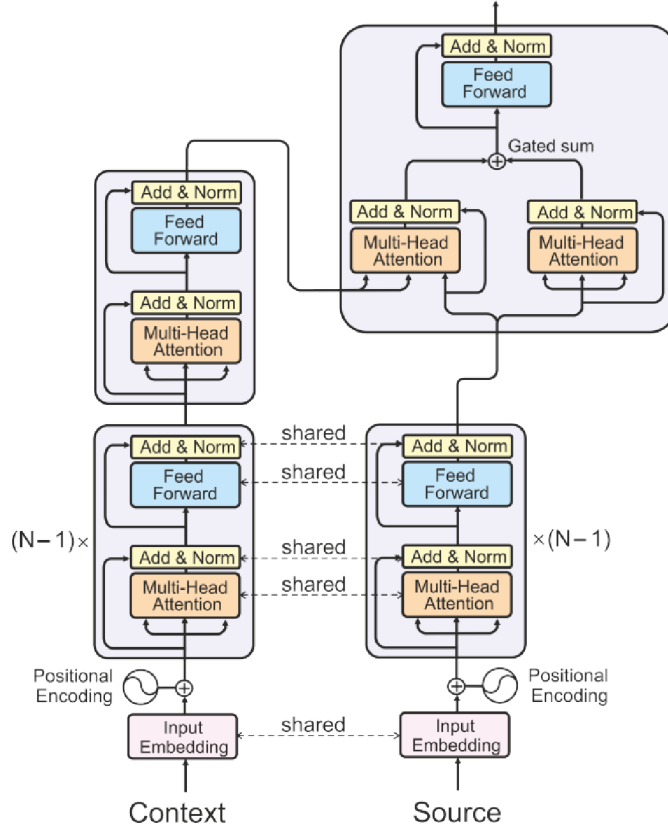 Add & Norm
Feed
Forward
Gated sum
Add & Norm
Multi-Head
Attention
Add & Norm
Multi-Head
Attention
Add & Norm
Feed
Forward
Add & Norm
Multi-Head
Attention
Add & Norm
shared
Add & Norm
Feed
Forward
shared
Feed
Forward
(N−1)×
×(N−1)
Add & Norm
shared
Add & Norm
Multi-Head
Attention
shared
Multi-Head
Attention
Positional
Encoding
Positional
Encoding
Input
Embedding
shared
Input
Embedding
Context
Source